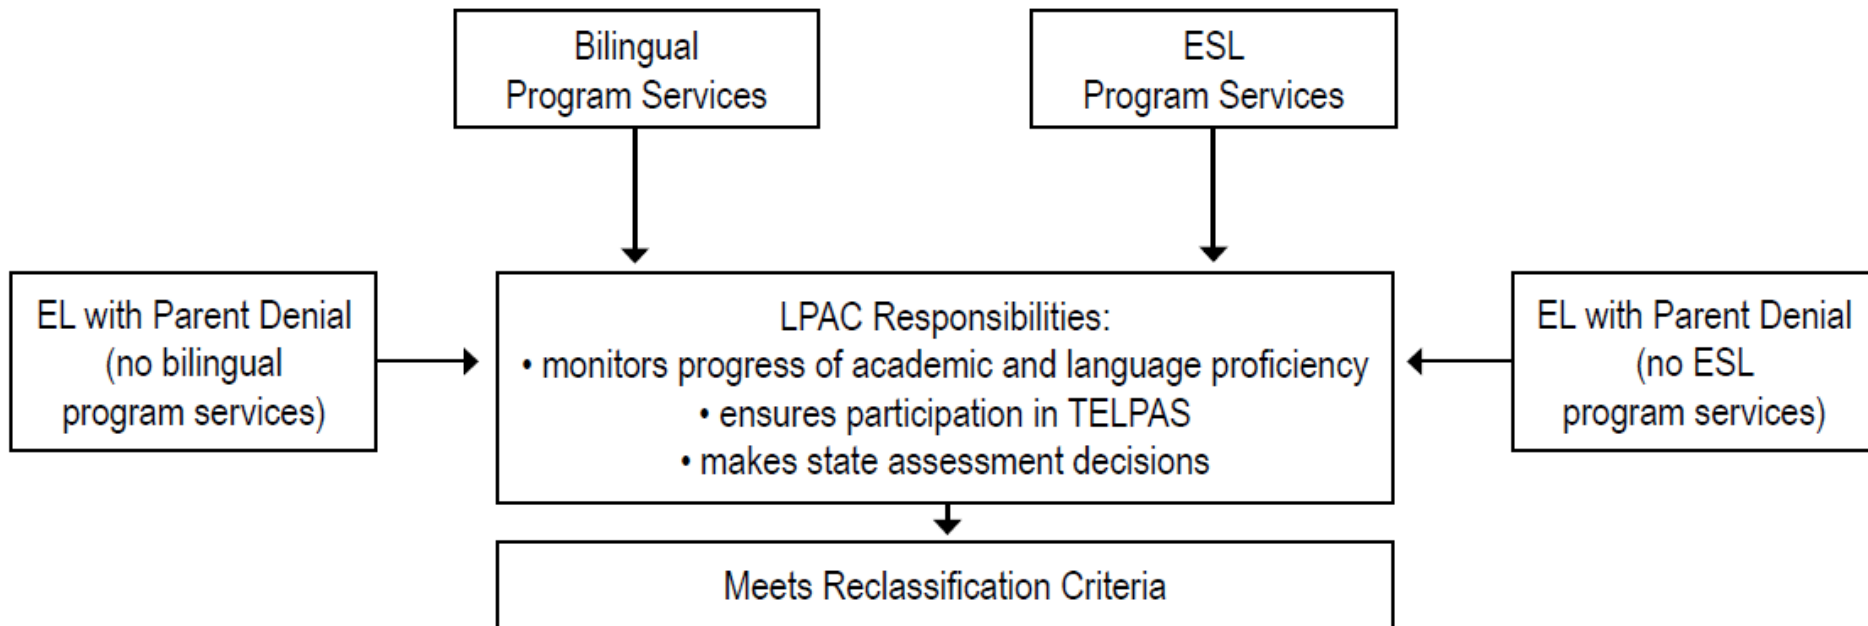 Bilingual
Program Services
ESL
Program Services
EL with Parent Denial
(no bilingual
program services)
LPAC Responsibilities:
• monitors progress of academic and language proficiency
• ensures participation in TELPAS
• makes state assessment decisions
EL with Parent Denial
(no ESL
program services)
Meets Reclassification Criteria